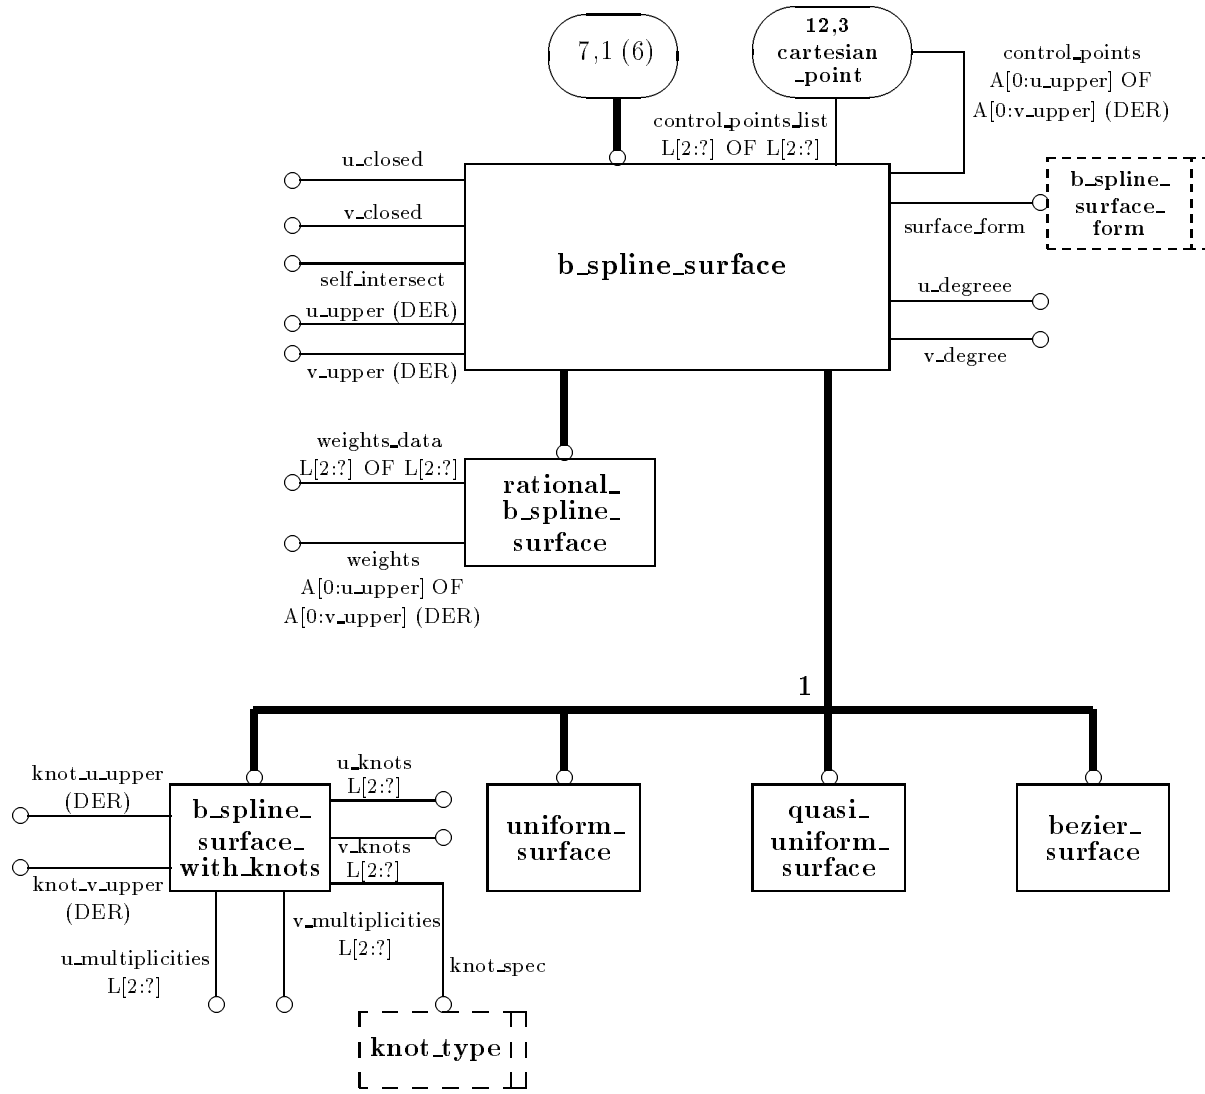 7,1 (6)
12,3
cartesian
_point
control_points
A[0:u_upper] OF
A[0:v_upper] (DER)
control_points_list
L[2:?] OF L[2:?]
u_closed
v_closed
self_intersect
u_upper (DER)
v_upper (DER)
b_spline_surface
b_spline_
surface_
form
surface_form
u_degreee
v_degree
weights_data
L[2:?] OF L[2:?]
rational_
b_spline_
surface
weights
A[0:u_upper] OF
A[0:v_upper] (DER)
1
knot_u_upper
(DER)
knot_v_upper
(DER)
b_spline_
surface_
with_knots
u_knots
L[2:?]
v_knots
L[2:?]
uniform_
surface
quasi_
uniform_
surface
bezier_
surface
u_multiplicities
L[2:?]
v_multiplicities
L[2:?]
knot_spec
knot_type